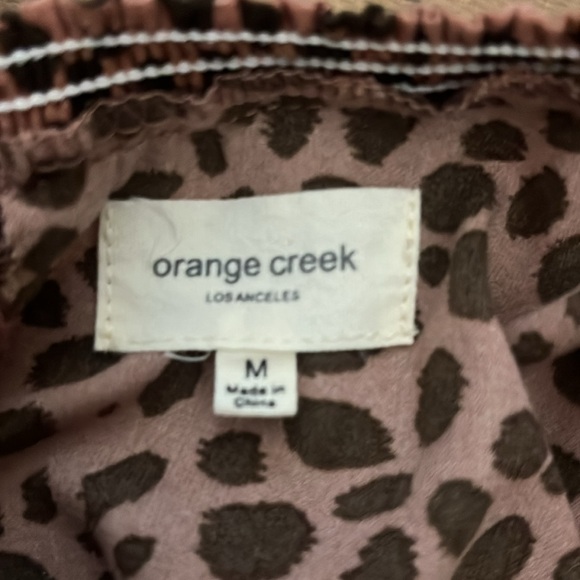 orange creek
LOS ANGELES
M
Made in
China